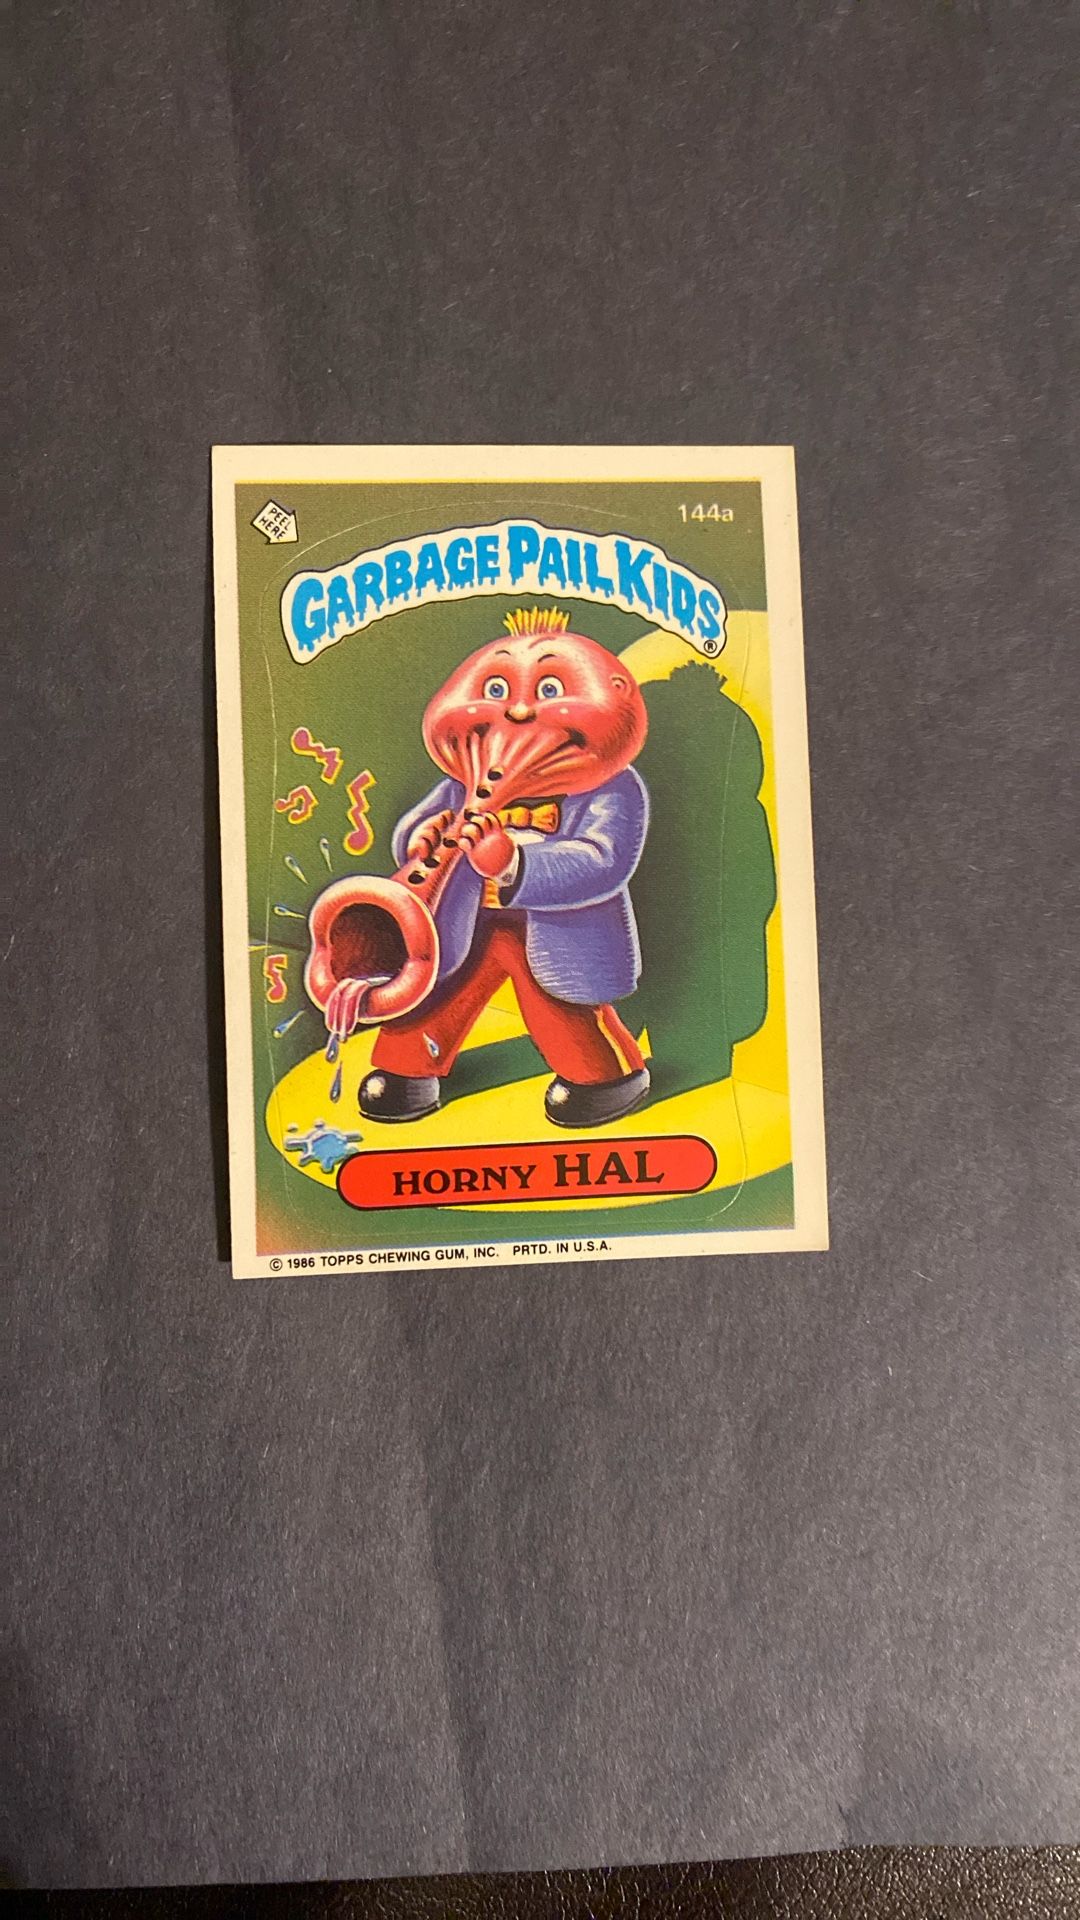 PEEL
HERE
144a
GARBAGE PAIL KIDS®
HORNY HAL
© 1986 TOPPS CHEWING GUM, INC. PRTD. IN U.S.A.